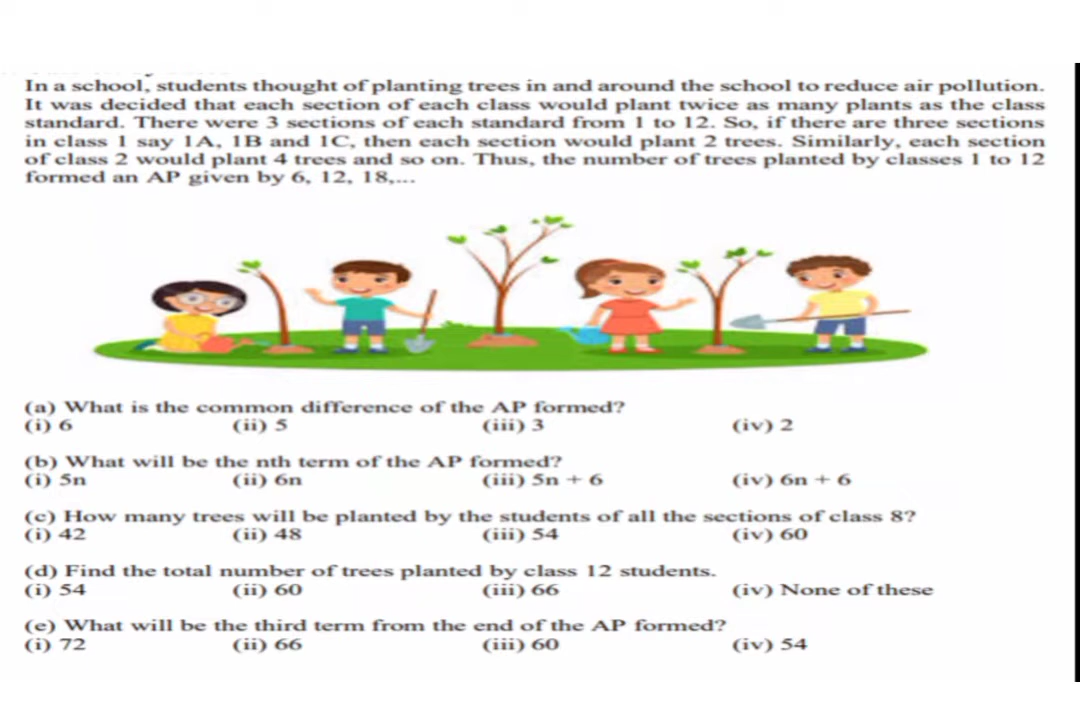 In a school, students thought of planting trees in and around the school to reduce air pollution.
It was decided that each section of each class would plant twice as many plants as the class
standard. There were 3 sections of each standard from 1 to 12. So, if there are three sections
in class 1 say 1A, 1B and 1C, then each section would plant 2 trees. Similarly, each section
of class 2 would plant 4 trees and so on. Thus, the number of trees planted by classes 1 to 12
formed an AP given by 6, 12, 18,...
(a) What is the common difference of the AP formed?
(i) 6 (ii) 5 (iii) 3 (iv) 2
(b) What will be the nth term of the AP formed?
(i) 5n (ii) 6n (iii) 5n + 6 (iv) 6n + 6
(c) How many trees will be planted by the students of all the sections of class 8?
(i) 42 (ii) 48 (iii) 54 (iv) 60
(d) Find the total number of trees planted by class 12 students.
(i) 54 (ii) 60 (iii) 66 (iv) None of these
(e) What will be the third term from the end of the AP formed?
(i) 72 (ii) 66 (iii) 60 (iv) 54